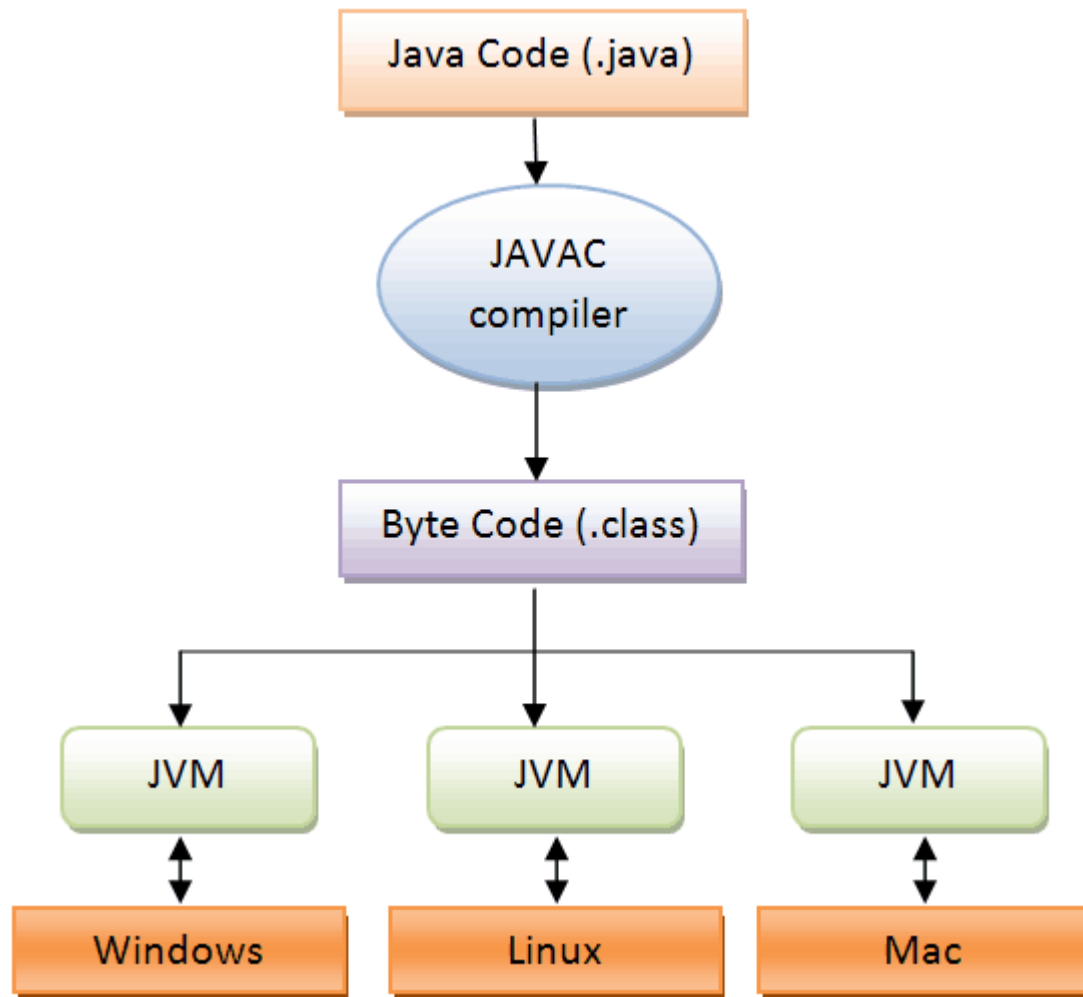 Java Code (.java)
JAVAC
compiler
Byte Code (.class)
JVM
JVM
JVM
Windows
Linux
Mac